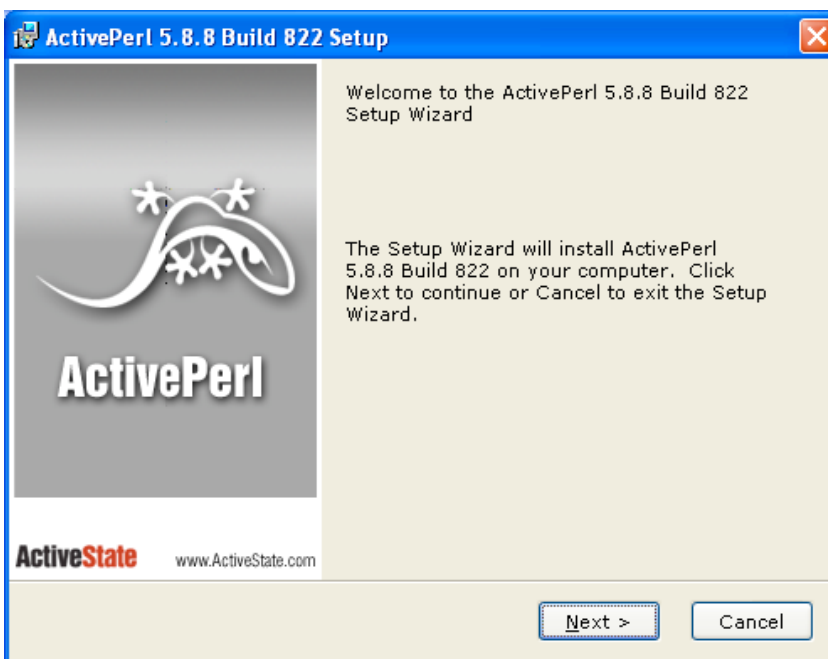 ActivePerl 5.8.8 Build 822 Setup
Welcome to the ActivePerl 5.8.8 Build 822
Setup Wizard
The Setup Wizard will install ActivePerl
5.8.8 Build 822 on your computer.  Click
Next to continue or Cancel to exit the Setup
Wizard.
ActivePerl
ActiveState www.ActiveState.com
Next >
Cancel